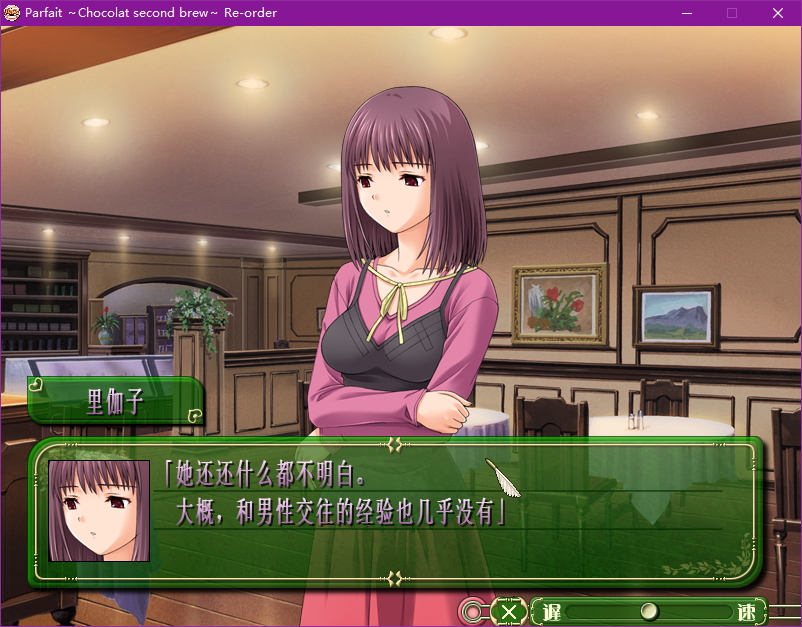 Parfait ~Chocolat second brew~ Re-order
里伽子
「她还还什么都不明白。
大概，和男性交往的经验也几乎没有」
遅 速